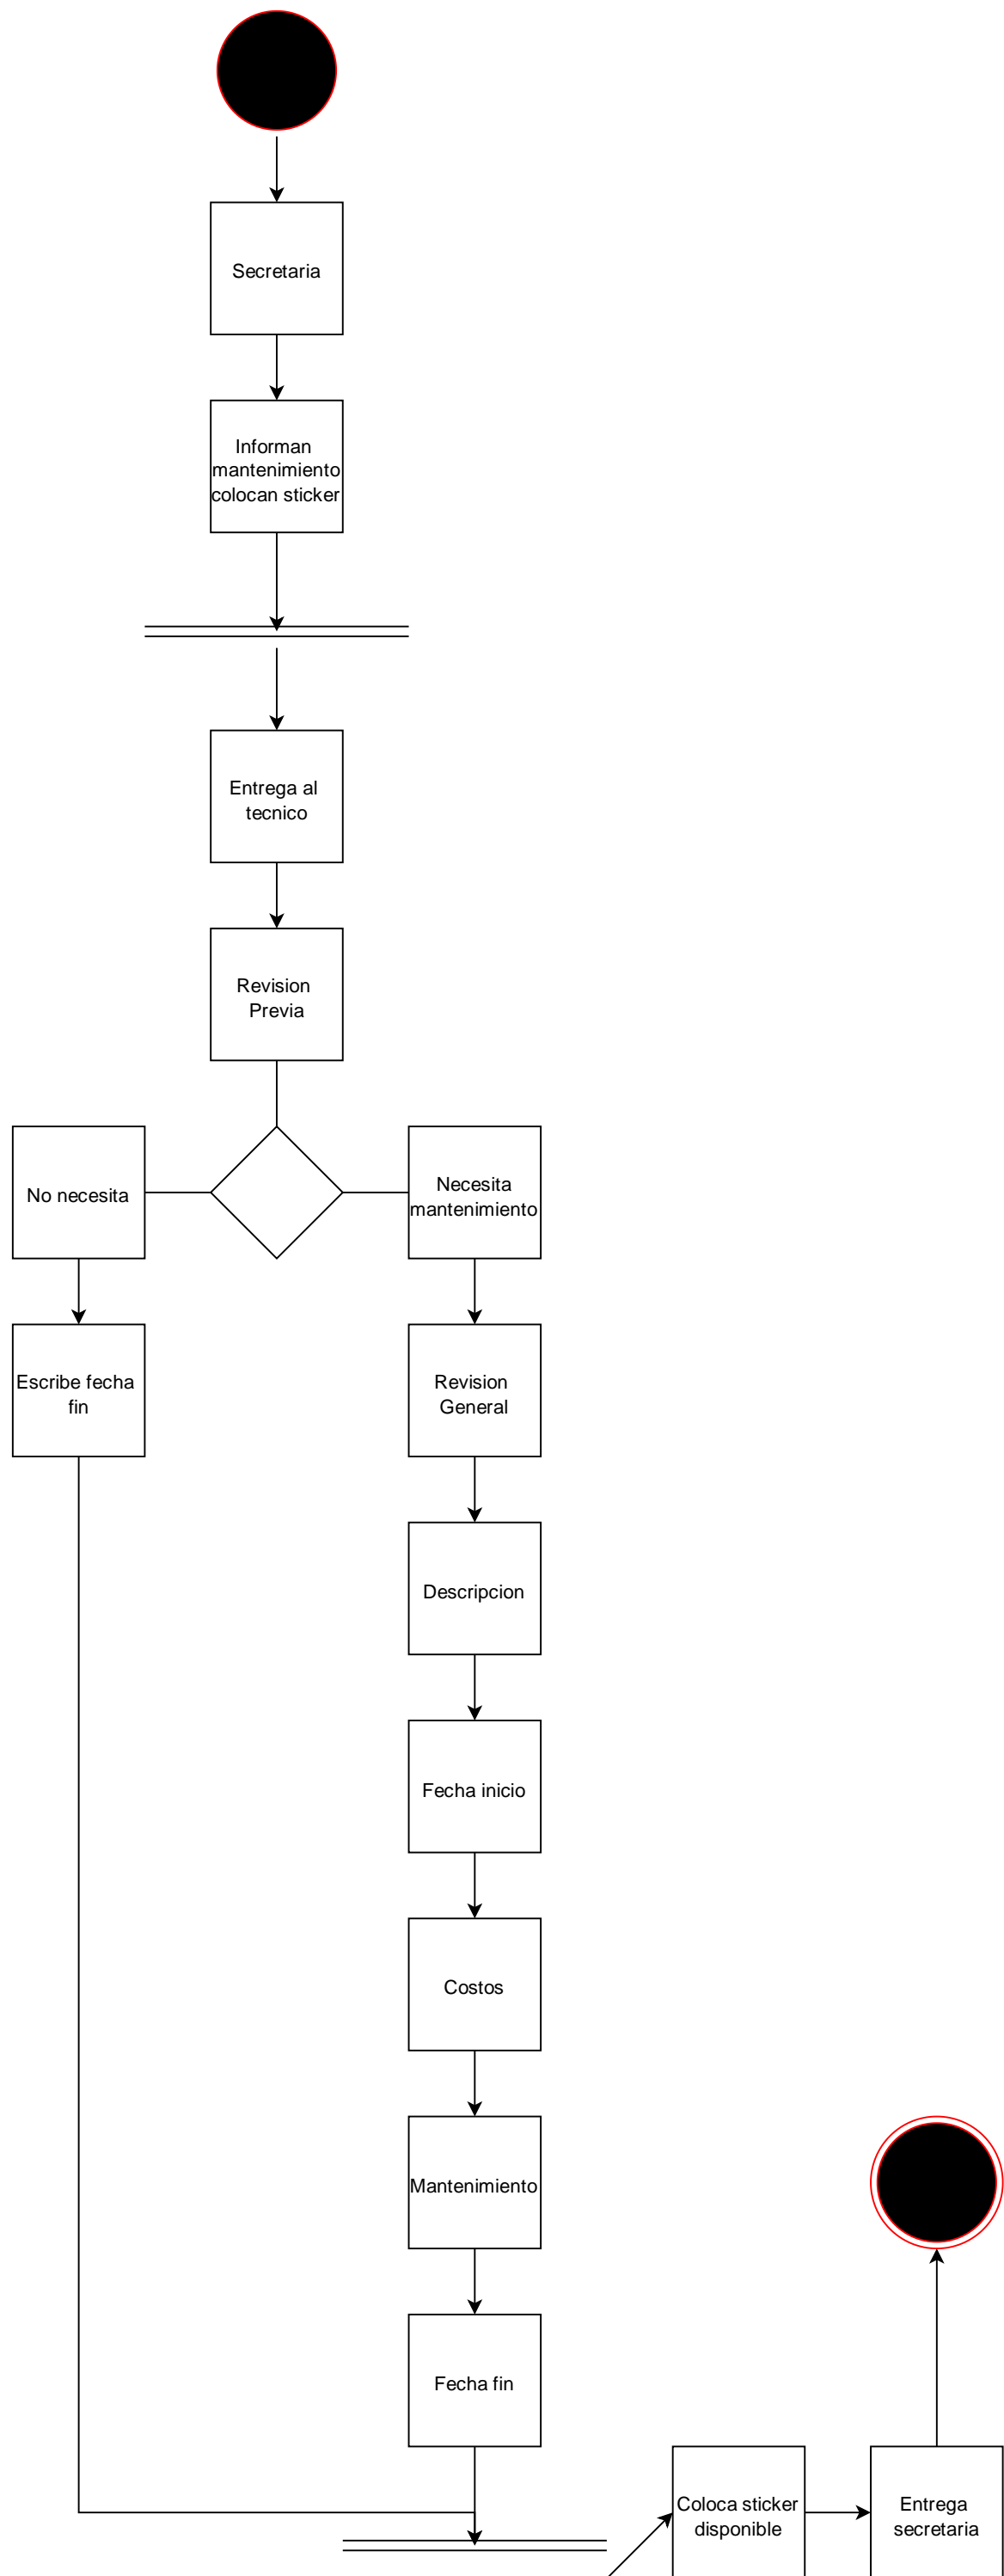 Secretaria
Informan
mantenimiento
colocan sticker
Entrega al
tecnico
Revision
Previa
No necesita
Necesita
mantenimiento
Escribe fecha
fin
Revision
General
Descripcion
Fecha inicio
Costos
Mantenimiento
Fecha fin
Coloca sticker
disponible
Entrega
secretaria